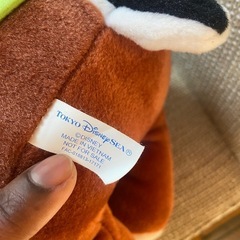 TOKYO DisneySEA®
©DISNEY
MADE IN VIETNAM
NOT FOR SALE